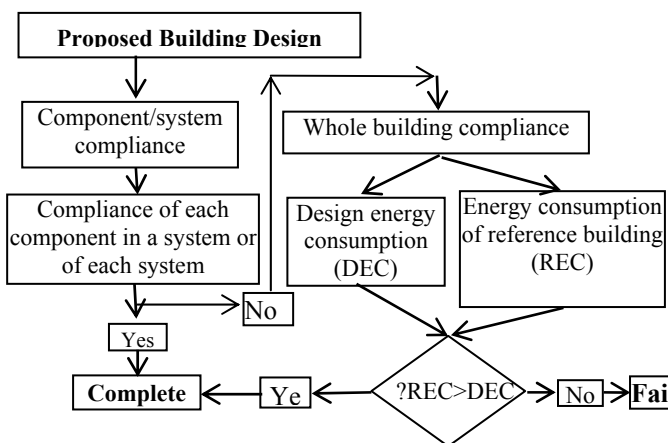 Proposed Building Design
Component/system
compliance
Compliance of each
component in a system or
of each system
No
Yes
Complete
Whole building compliance
Design energy
consumption
(DEC)
Energy consumption
of reference building
(REC)
?REC>DEC
Ye
No
Fai